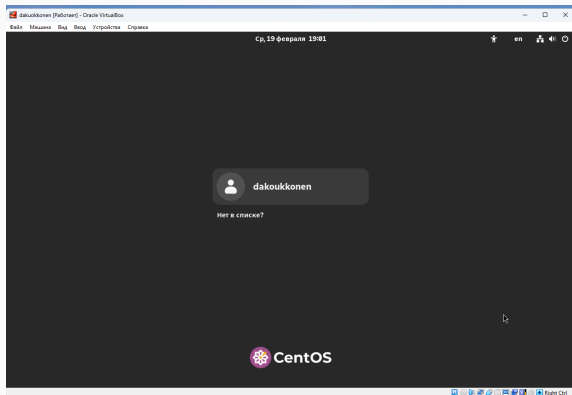 dakuokkonen [Работает] - Oracle VirtualBox
Файл Машина Вид Ввод Устройства Справка
Ср, 19 февраля 19:01
en
dakoukkonen
Нет в списке?
CentOS
Right Ctrl